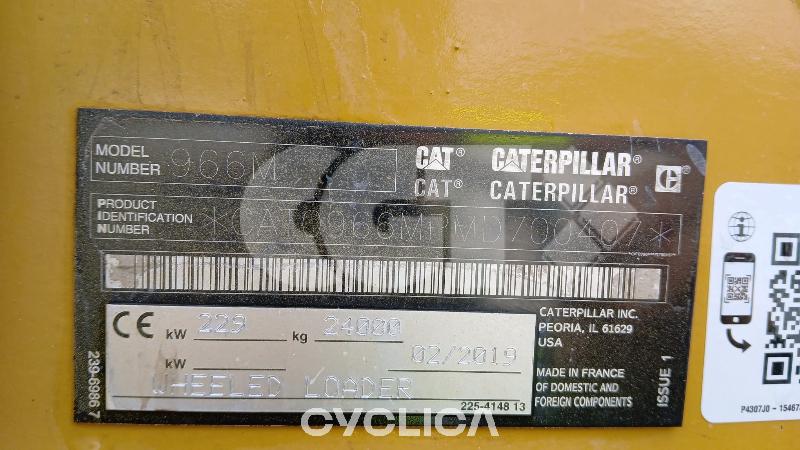 MODEL NUMBER 966M
CAT® CATERPILLAR®
CAT® CATERPILLAR®
PRODUCT
IDENTIFICATION
NUMBER
CE kW 229 kg 24000
kW 02/2019
WHEELED LOADER
225-4148 13
239-6986 7
CATERPILLAR INC.
PEORIA, IL 61629
USA
MADE IN FRANCE
OF DOMESTIC AND
FOREIGN COMPONENTS
ISSUE 1
CYCLICA